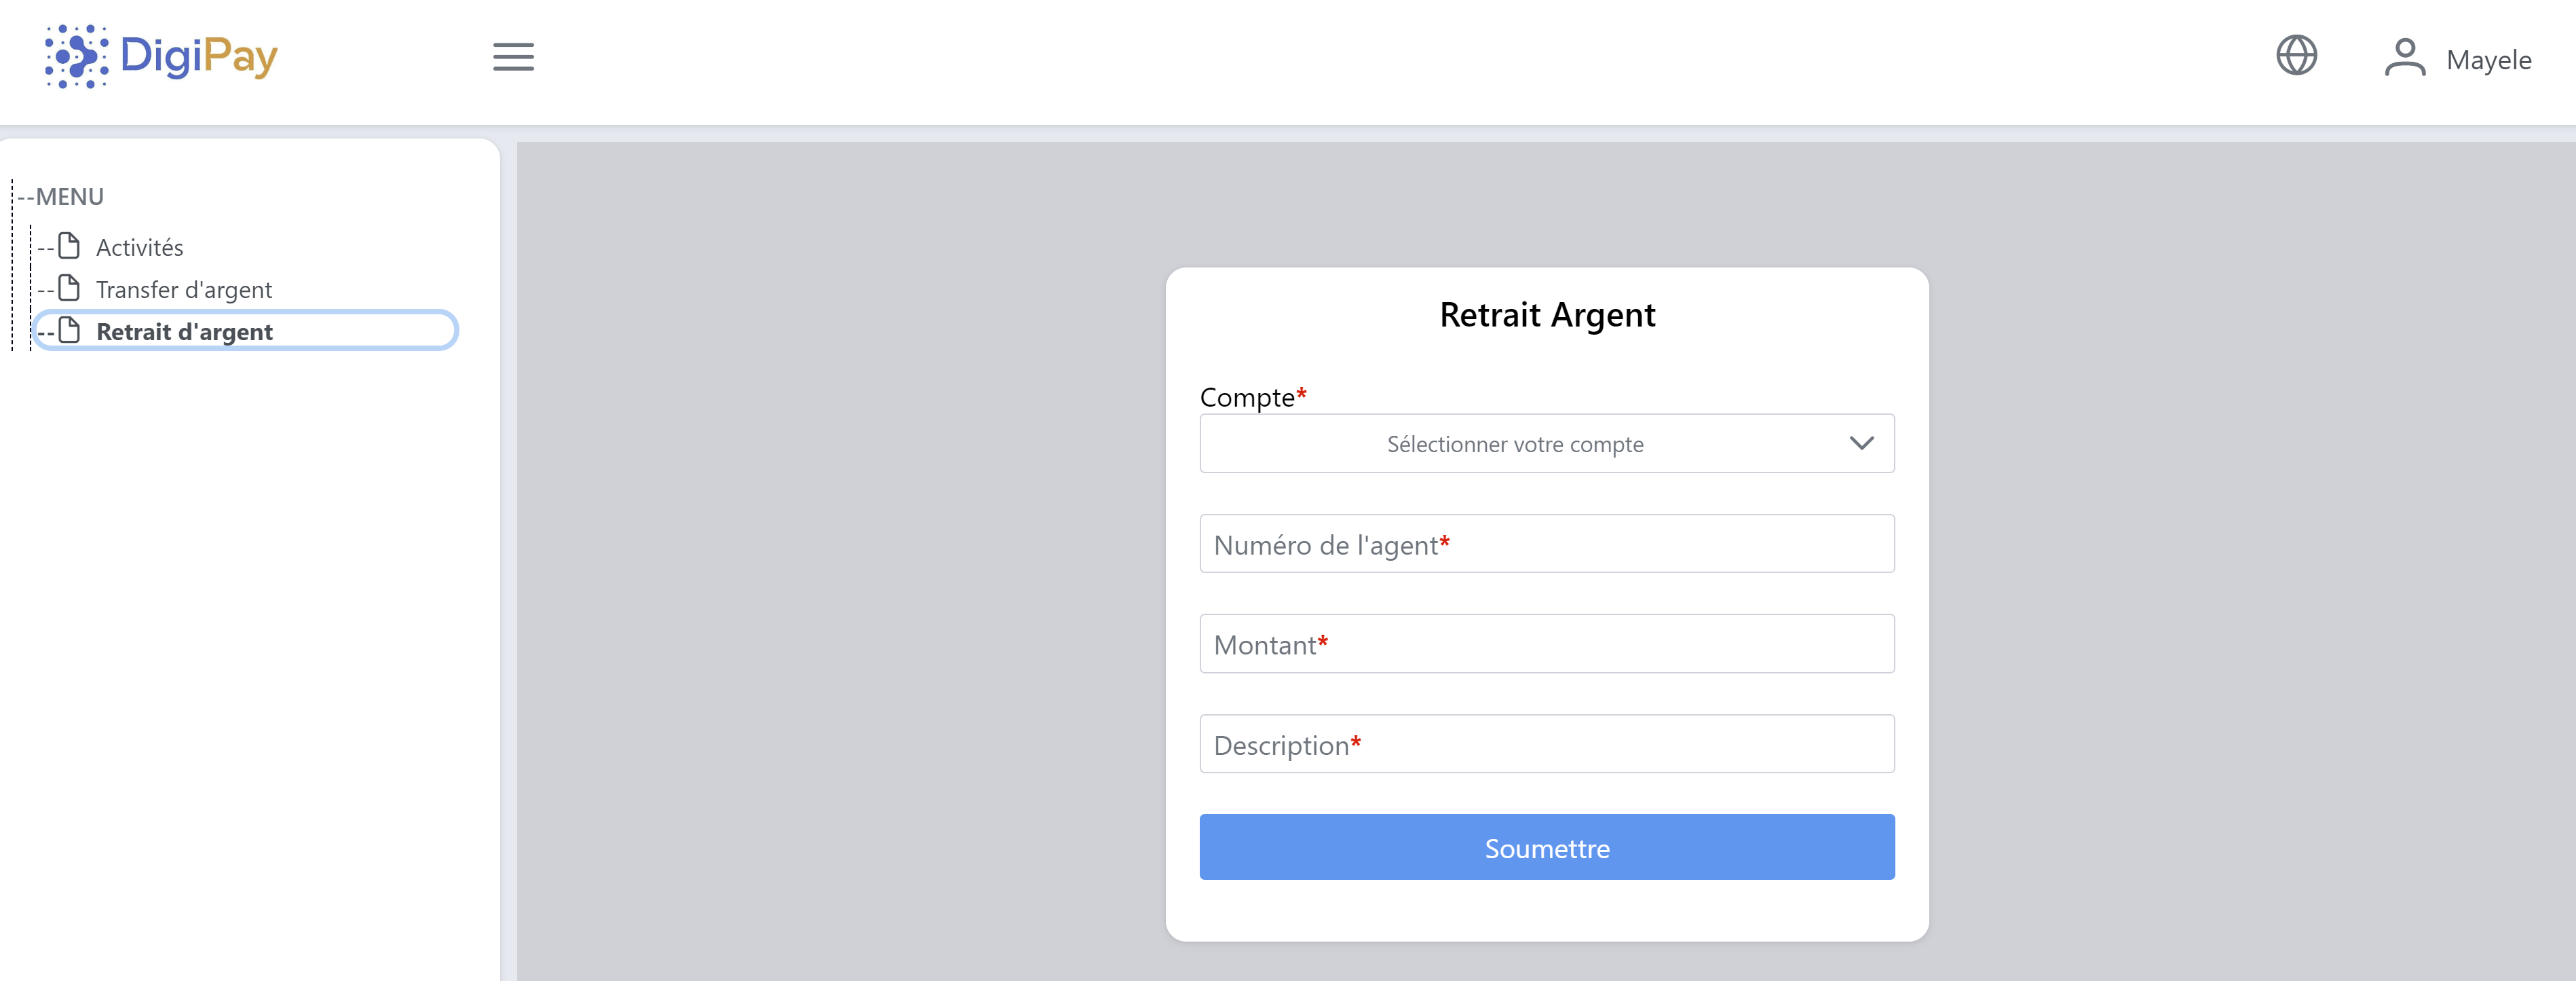 DigiPay
Mayele
--MENU
--Activités
--Transfer d'argent
--Retrait d'argent
Retrait Argent
Compte*
Sélectionner votre compte
Numéro de l'agent*
Montant*
Description*
Soumettre